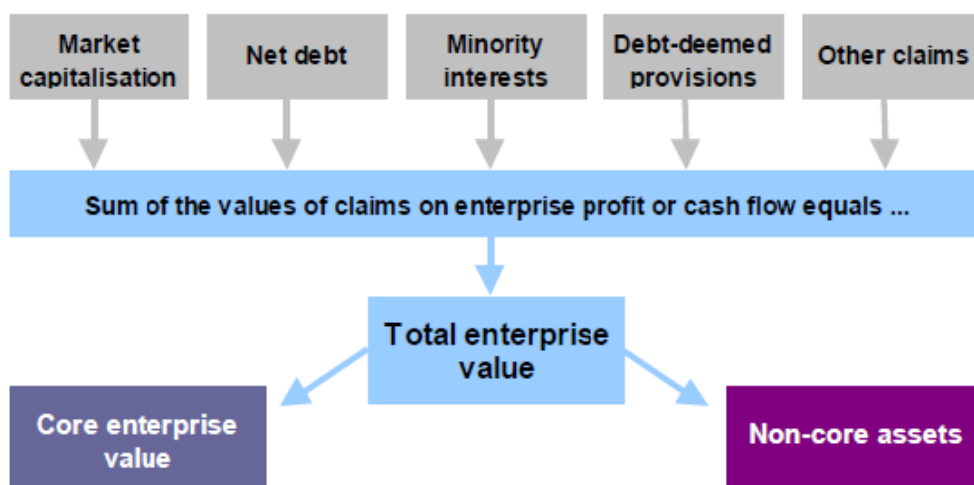 Market
capitalisation
Net debt
Minority
interests
Debt-deemed
provisions
Other claims
Sum of the values of claims on enterprise profit or cash flow equals ...
Total enterprise
value
Core enterprise
value
Non-core assets